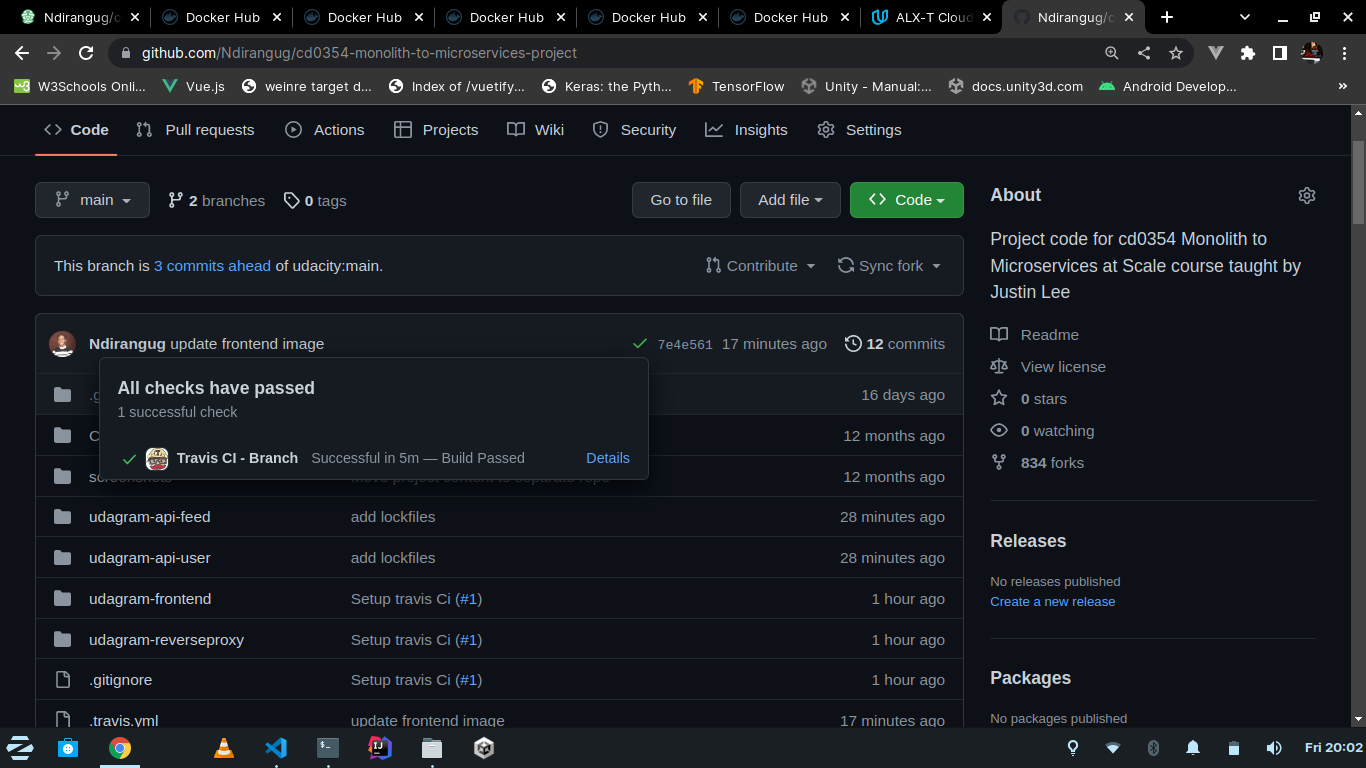 Ndirangug/c
Docker Hub
Docker Hub
Docker Hub
Docker Hub
Docker Hub
ALX-T Cloud
Ndirangug/c
github.com/Ndirangug/cd0354-monolith-to-microservices-project
W3Schools Onli...
Vue.js
weinre target d...
Index of /vuetify...
Keras: the Pyth...
TensorFlow
Unity - Manual:...
docs.unity3d.com
Android Develop...
»
Code
Pull requests
Actions
Projects
Wiki
Security
Insights
Settings
main
2 branches
0 tags
Go to file
Add file
Code
This branch is 3 commits ahead of udacity:main.
Contribute
Sync fork
Ndirangug update frontend image
7e4e561 17 minutes ago
12 commits
All checks have passed
1 successful check
Travis CI - Branch Successful in 5m — Build Passed
Details
.g
16 days ago
C
12 months ago
screenshots
Move project content to separate repo
12 months ago
udagram-api-feed
add lockfiles
28 minutes ago
udagram-api-user
add lockfiles
28 minutes ago
udagram-frontend
Setup travis Ci (#1)
1 hour ago
udagram-reverseproxy
Setup travis Ci (#1)
1 hour ago
.gitignore
Setup travis Ci (#1)
1 hour ago
.travis.yml
update frontend image
17 minutes ago
About
Project code for cd0354 Monolith to
Microservices at Scale course taught by
Justin Lee
Readme
View license
0 stars
0 watching
834 forks
Releases
No releases published
Create a new release
Packages
No packages published
Fri 20:02